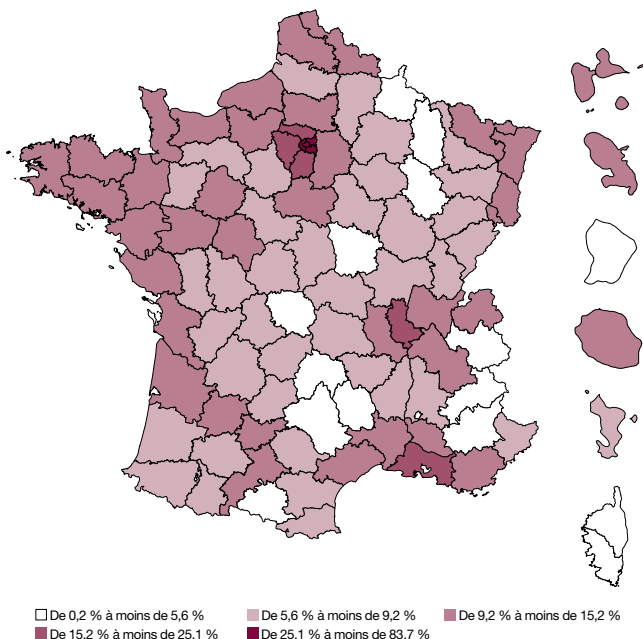 De 0,2 % à moins de 5,6 % De 5,6 % à moins de 9,2 % De 9,2 % à moins de 15,2 %
De 15,2 % à moins de 25,1 % De 25,1 % à moins de 83,7 %